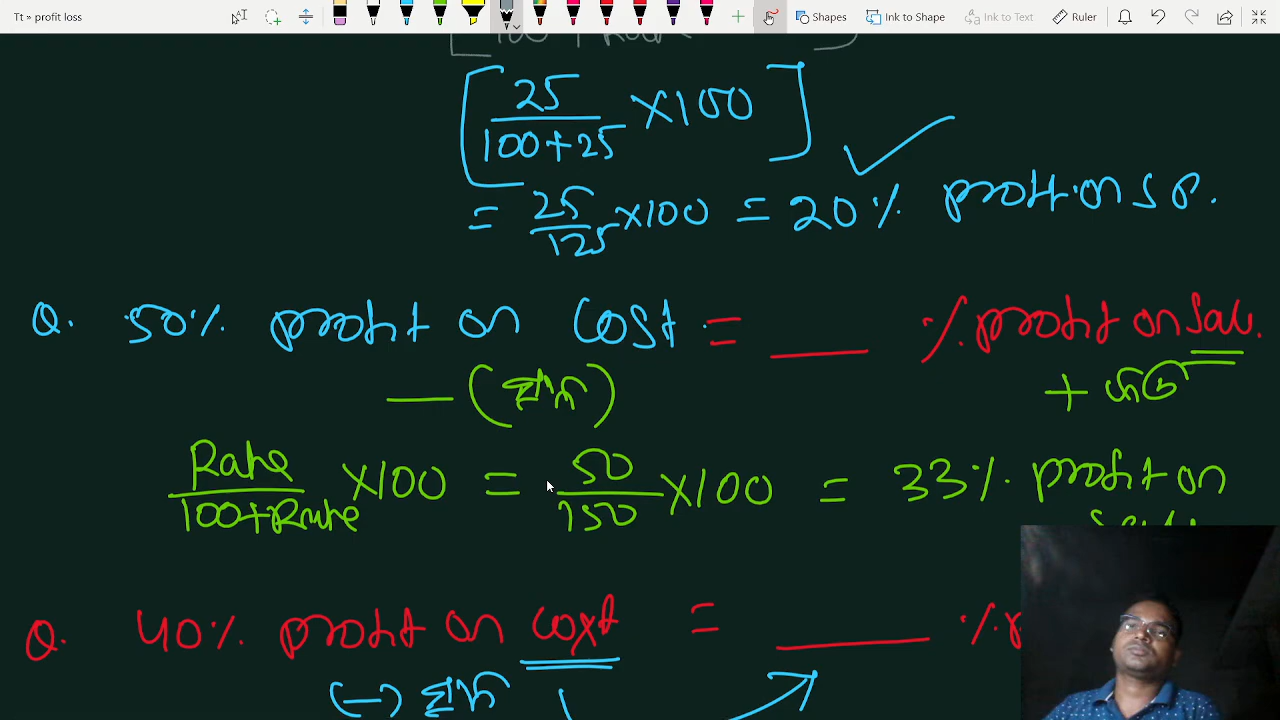 Tt » profit loss
Shapes Ink to Shape Ink to Text Ruler
[25/100+25 ×100]
= 25/125 ×100 = 20% profit on S P.
Q. 50% profit on Cost = ___ % profit on Sale.
Rate/100+Rate ×100 = 50/150 ×100 = 33% profit on
Q. 40% profit on cost = ___ %